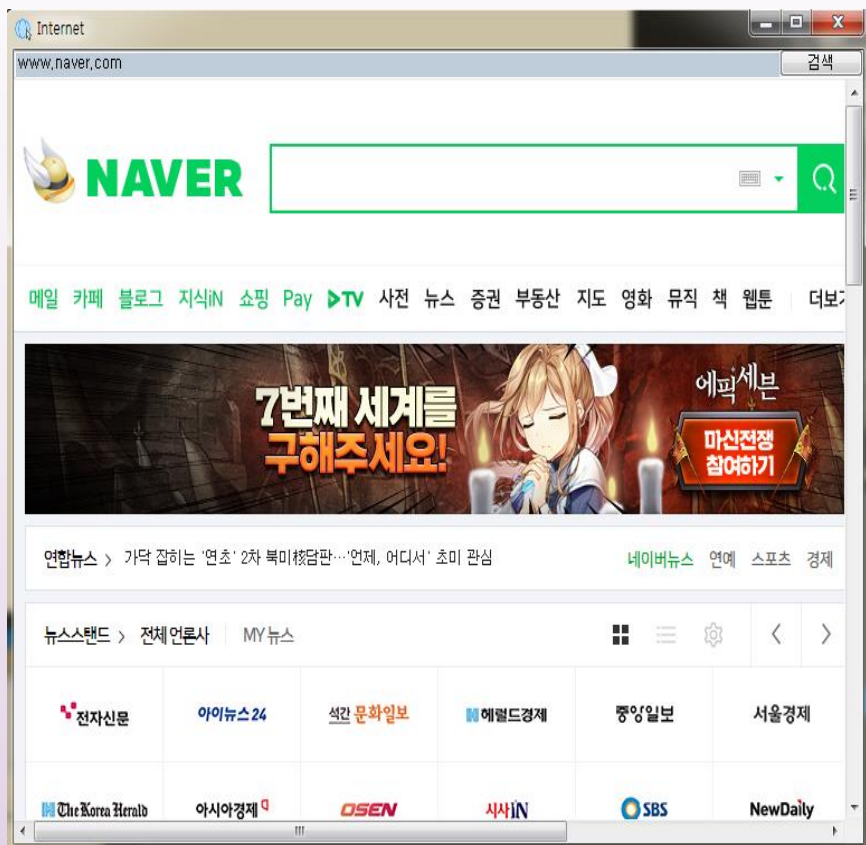 Internet
www.naver.com 검색
NAVER
메일 카페 블로그 지식iN 쇼핑 Pay TV 사전 뉴스 증권 부동산 지도 영화 뮤직 책 웹툰 더보
7번째 세계를
구해주세요!
에픽세븐
마신전쟁
참여하기
연합뉴스 > 가닥 잡히는 '연초' 2차 북미核담판…'언제, 어디서' 초미 관심 네이버뉴스 연예 스포츠 경제
뉴스스탠드 > 전체언론사 MY뉴스
전자신문 아이뉴스24 석간 문화일보 헤럴드경제 중앙일보 서울경제
The Korea Herald 아시아경제 OSEN 시사IN SBS NewDaily